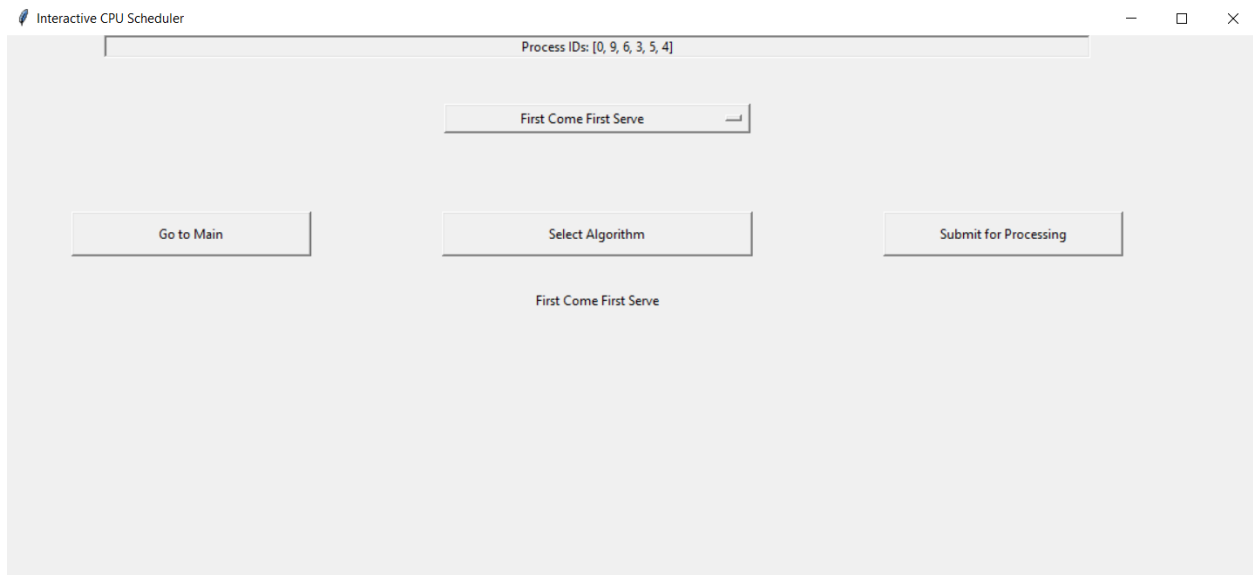 Interactive CPU Scheduler
Process IDs: [0, 9, 6, 3, 5, 4]
First Come First Serve
Go to Main
Select Algorithm
Submit for Processing
First Come First Serve